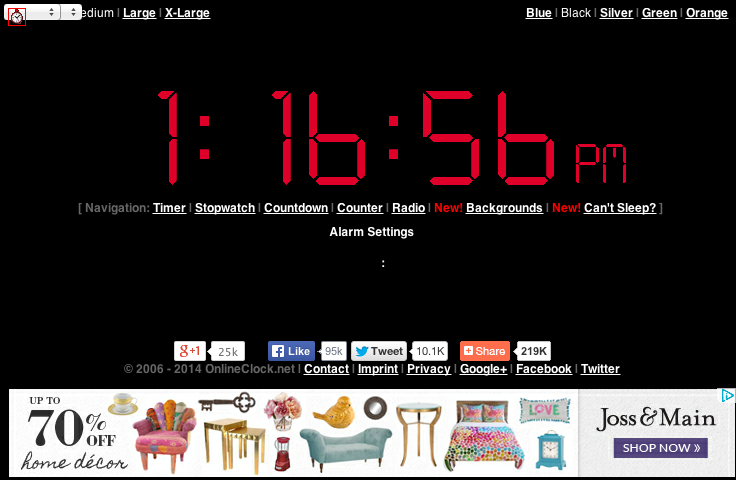 edium | Large | X-Large
Blue | Black | Silver | Green | Orange
1:16:56 PM
[ Navigation: Timer | Stopwatch | Countdown | Counter | Radio | New! Backgrounds | New! Can't Sleep? ]
Alarm Settings
:
g+1 25k Like 95k Tweet 10.1K Share 219K
© 2006 - 2014 OnlineClock.net | Contact | Imprint | Privacy | Google+ | Facebook | Twitter
UP TO
70% OFF
home décor
LOVE
Joss & Main
SHOP NOW »